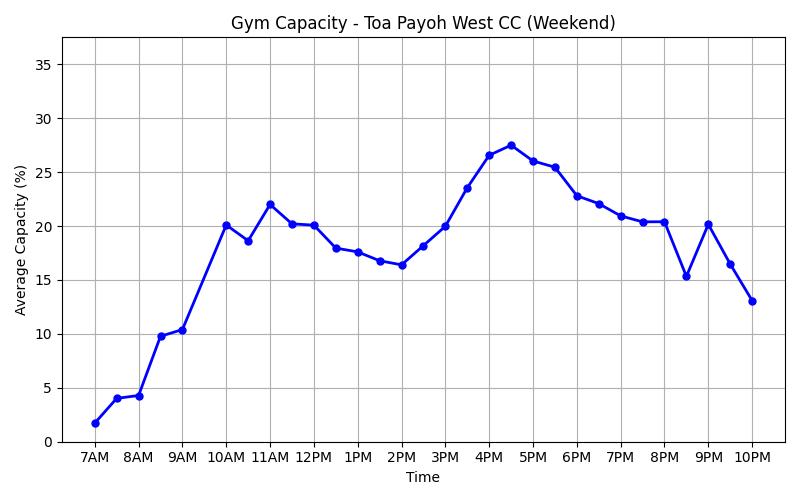 Gym Capacity - Toa Payoh West CC (Weekend)
Average Capacity (%)
35
30
25
20
15
10
5
0
7AM 8AM 9AM 10AM 11AM 12PM 1PM 2PM 3PM 4PM 5PM 6PM 7PM 8PM 9PM 10PM
Time